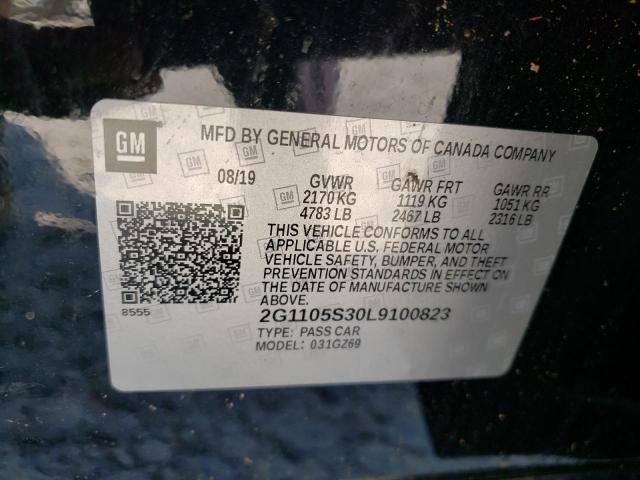 GM
MFD BY GENERAL MOTORS OF CANADA COMPANY
08/19 GVWR GAWR FRT GAWR RR
2170 KG 1119 KG 1051 KG
4783 LB 2467 LB 2316 LB
THIS VEHICLE CONFORMS TO ALL
APPLICABLE U.S. FEDERAL MOTOR
VEHICLE SAFETY, BUMPER, AND THEFT
PREVENTION STANDARDS IN EFFECT ON
THE DATE OF MANUFACTURE SHOWN
ABOVE.
8555
2G1105S30L9100823
TYPE: PASS CAR
MODEL: 031GZ69